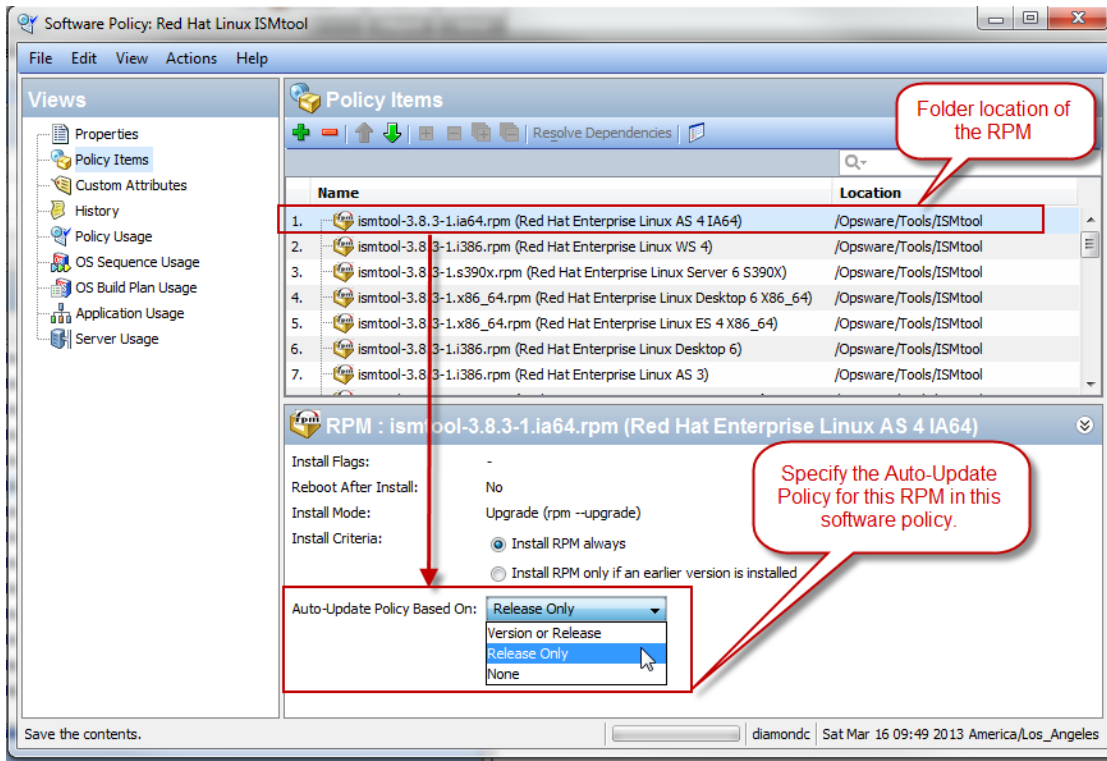 Software Policy: Red Hat Linux ISMtool
File Edit View Actions Help
Views
Properties
Policy Items
Custom Attributes
History
Policy Usage
OS Sequence Usage
OS Build Plan Usage
Application Usage
Server Usage
Policy Items
Resolve Dependencies
Folder location of
the RPM
Name Location
1. ismtool-3.8.3-1.ia64.rpm (Red Hat Enterprise Linux AS 4 IA64) /Opsware/Tools/ISMtool
2. ismtool-3.8.3-1.i386.rpm (Red Hat Enterprise Linux WS 4) /Opsware/Tools/ISMtool
3. ismtool-3.8.3-1.s390x.rpm (Red Hat Enterprise Linux Server 6 S390X) /Opsware/Tools/ISMtool
4. ismtool-3.8.3-1.x86_64.rpm (Red Hat Enterprise Linux Desktop 6 X86_64) /Opsware/Tools/ISMtool
5. ismtool-3.8.3-1.x86_64.rpm (Red Hat Enterprise Linux ES 4 X86_64) /Opsware/Tools/ISMtool
6. ismtool-3.8.3-1.i386.rpm (Red Hat Enterprise Linux Desktop 6) /Opsware/Tools/ISMtool
7. ismtool-3.8.3-1.i386.rpm (Red Hat Enterprise Linux AS 3) /Opsware/Tools/ISMtool
RPM : ismtool-3.8.3-1.ia64.rpm (Red Hat Enterprise Linux AS 4 IA64)
Install Flags: -
Reboot After Install: No
Install Mode: Upgrade (rpm --upgrade)
Install Criteria: Install RPM always
Install RPM only if an earlier version is installed
Specify the Auto-Update
Policy for this RPM in this
software policy.
Auto-Update Policy Based On: Release Only
Version or Release
Release Only
None
Save the contents. diamondc Sat Mar 16 09:49 2013 America/Los_Angeles